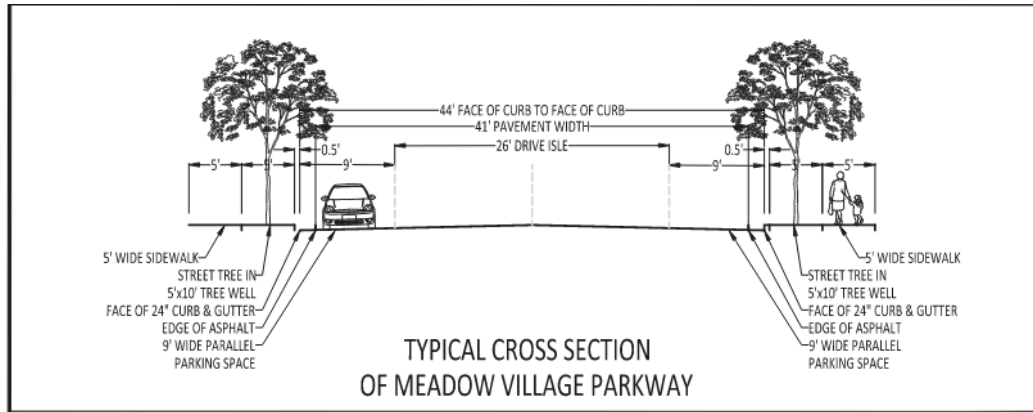 44' FACE OF CURB TO FACE OF CURB
41' PAVEMENT WIDTH
26' DRIVE ISLE
0.5'
0.5'
5'
5'
9'
9'
5'
5'
5' WIDE SIDEWALK
STREET TREE IN
5'x10' TREE WELL
FACE OF 24" CURB & GUTTER
EDGE OF ASPHALT
9' WIDE PARALLEL
PARKING SPACE
5' WIDE SIDEWALK
STREET TREE IN
5'x10' TREE WELL
FACE OF 24" CURB & GUTTER
EDGE OF ASPHALT
9' WIDE PARALLEL
PARKING SPACE
TYPICAL CROSS SECTION
OF MEADOW VILLAGE PARKWAY